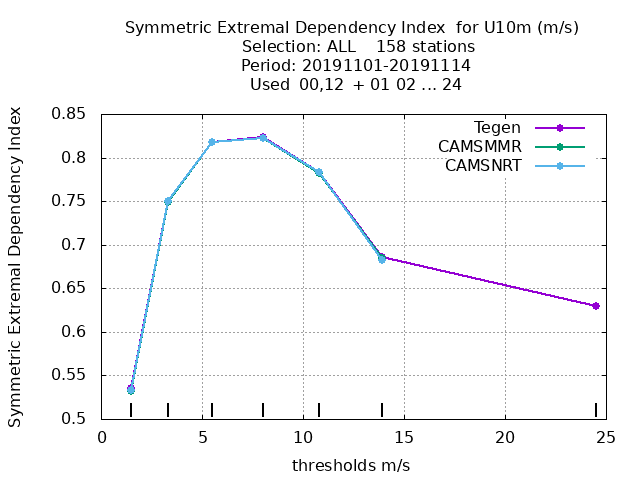 Symmetric Extremal Dependency Index for U10m (m/s)
Selection: ALL 158 stations
Period: 20191101-20191114
Used 00,12 + 01 02 ... 24
Symmetric Extremal Dependency Index
0.85
0.8
0.75
0.7
0.65
0.6
0.55
0.5
Tegen
CAMSMMR
CAMSNRT
0 5 10 15 20 25
thresholds m/s